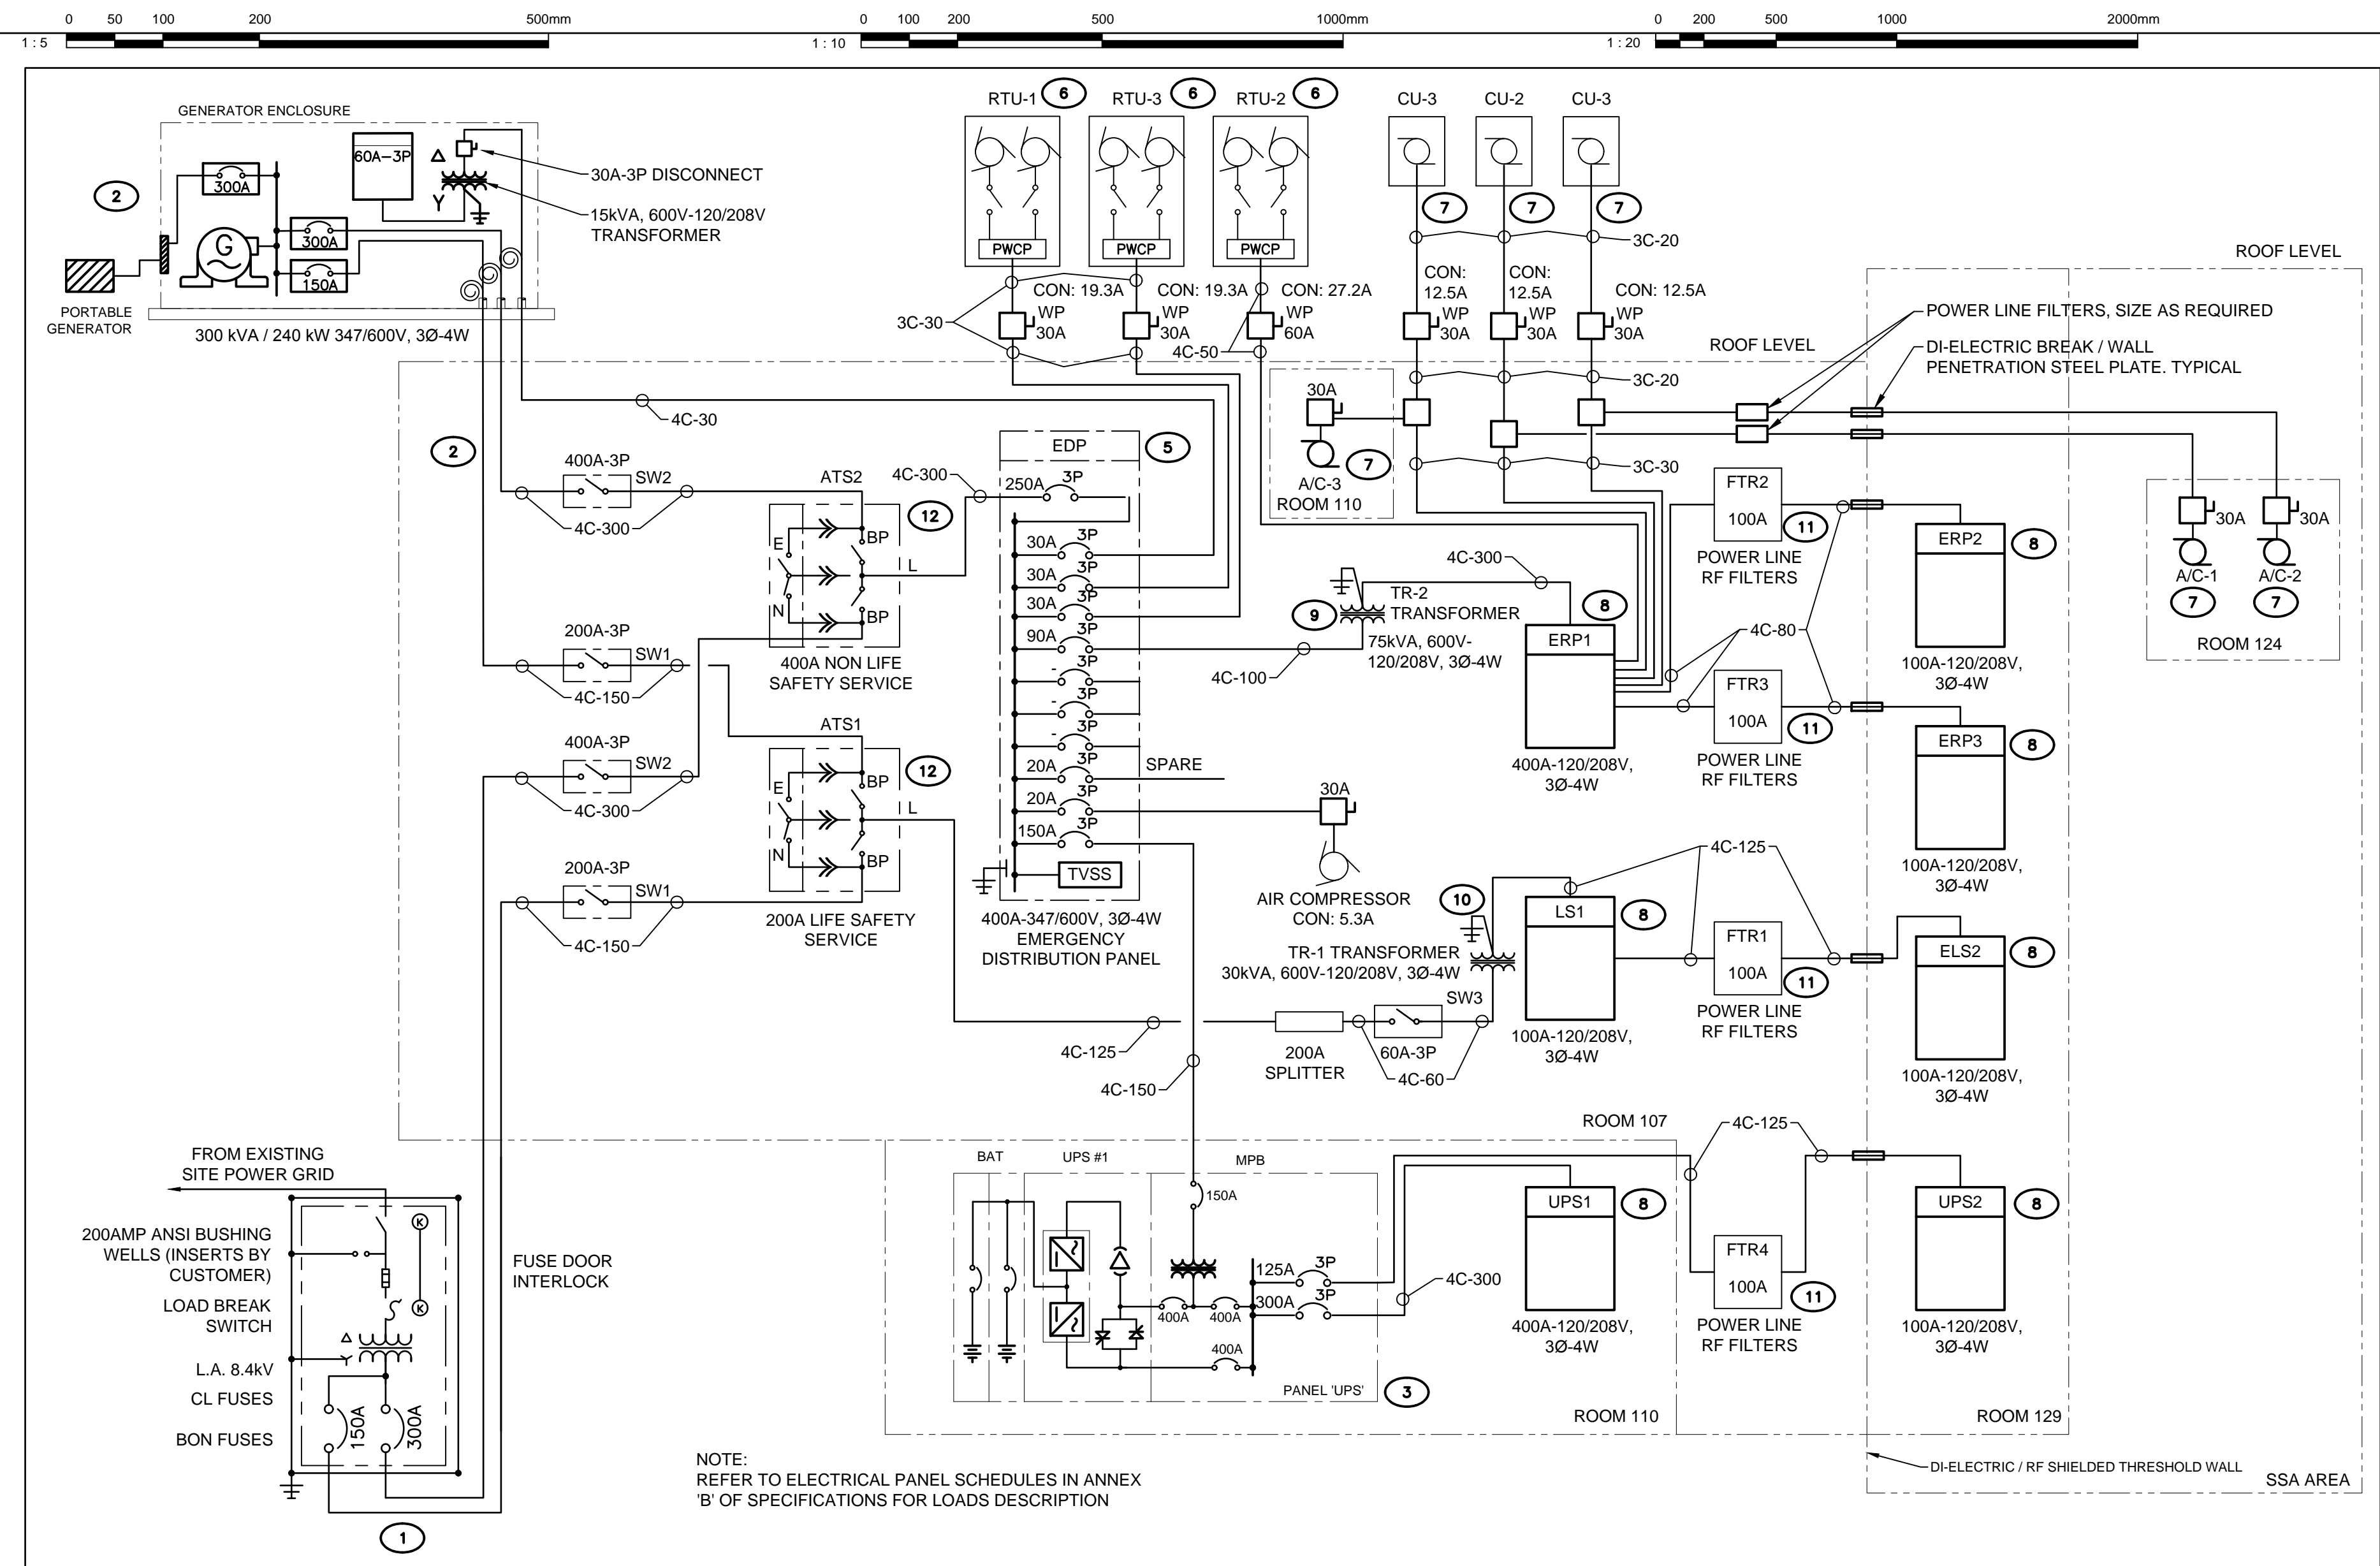 0 50 100 200 500mm
1 : 5
0 100 200 500 1000mm
1 : 10
0 200 500 1000 2000mm
1 : 20
GENERATOR ENCLOSURE
300A
60A-3P
30A-3P DISCONNECT
15kVA, 600V-120/208V
TRANSFORMER
2
G
300A
150A
PORTABLE
GENERATOR
300 kVA / 240 kW 347/600V, 3Ø-4W
RTU-1
6
RTU-3
6
RTU-2
6
PWCP
PWCP
PWCP
CON: 19.3A
WP
30A
CON: 19.3A
WP
30A
CON: 27.2A
WP
60A
3C-30
4C-50
CU-3
CU-2
CU-3
7
7
7
3C-20
CON:
12.5A
WP
30A
CON:
12.5A
WP
30A
CON: 12.5A
WP
30A
ROOF LEVEL
ROOF LEVEL
POWER LINE FILTERS, SIZE AS REQUIRED
DI-ELECTRIC BREAK / WALL
PENETRATION STEEL PLATE. TYPICAL
3C-20
3C-30
30A
7
A/C-3
ROOM 110
4C-30
2
400A-3P
SW2
4C-300
200A-3P
SW1
4C-150
400A-3P
SW2
4C-300
200A-3P
SW1
4C-150
ATS2
12
E
N
BP
BP
L
400A NON LIFE
SAFETY SERVICE
ATS1
12
E
N
BP
BP
L
200A LIFE SAFETY
SERVICE
4C-300
EDP
5
250A 3P
30A 3P
30A 3P
30A 3P
90A 3P
- 3P
- 3P
- 3P
20A 3P
SPARE
20A 3P
150A 3P
TVSS
400A-347/600V, 3Ø-4W
EMERGENCY
DISTRIBUTION PANEL
4C-100
9
TR-2
TRANSFORMER
75kVA, 600V-
120/208V, 3Ø-4W
4C-300
8
ERP1
400A-120/208V,
3Ø-4W
30A
AIR COMPRESSOR
CON: 5.3A
FTR2
100A
11
POWER LINE
RF FILTERS
4C-80
FTR3
100A
11
POWER LINE
RF FILTERS
ERP2
8
100A-120/208V,
3Ø-4W
ERP3
8
100A-120/208V,
3Ø-4W
30A
30A
A/C-1
A/C-2
7
7
ROOM 124
10
TR-1 TRANSFORMER
30kVA, 600V-120/208V, 3Ø-4W
LS1
8
100A-120/208V,
3Ø-4W
4C-125
FTR1
100A
11
POWER LINE
RF FILTERS
ELS2
8
100A-120/208V,
3Ø-4W
SW3
4C-125
200A
SPLITTER
60A-3P
4C-60
4C-150
ROOM 107
FROM EXISTING
SITE POWER GRID
200AMP ANSI BUSHING
WELLS (INSERTS BY
CUSTOMER)
LOAD BREAK
SWITCH
L.A. 8.4kV
CL FUSES
BON FUSES
K
K
150A
300A
FUSE DOOR
INTERLOCK
1
BAT
UPS #1
MPB
150A
400A
400A
400A
125A 3P
300A 3P
PANEL 'UPS'
3
4C-300
UPS1
8
400A-120/208V,
3Ø-4W
ROOM 110
4C-125
FTR4
100A
11
POWER LINE
RF FILTERS
UPS2
8
100A-120/208V,
3Ø-4W
ROOM 129
DI-ELECTRIC / RF SHIELDED THRESHOLD WALL
SSA AREA
NOTE:
REFER TO ELECTRICAL PANEL SCHEDULES IN ANNEX
'B' OF SPECIFICATIONS FOR LOADS DESCRIPTION